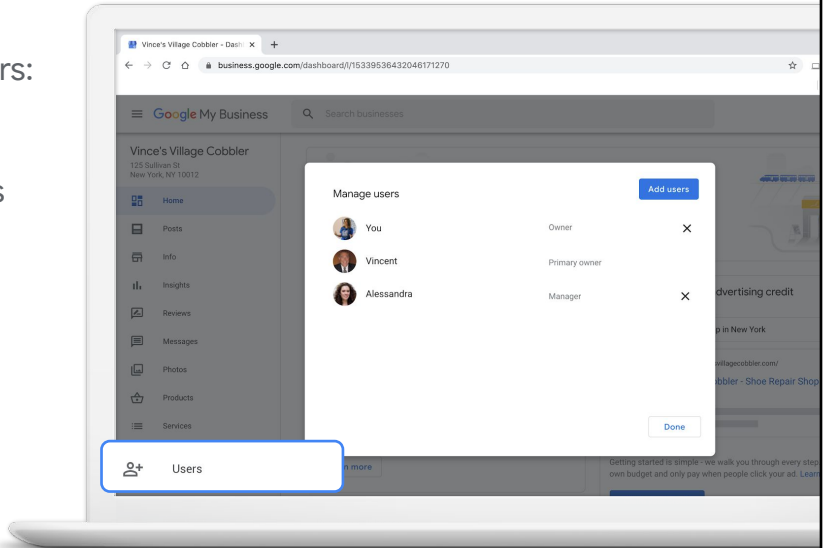 rs:
s
Vince's Village Cobbler - Dash
business.google.com/dashboard/l/15339536432046171270
Google My Business
Search businesses
Vince's Village Cobbler
125 Sullivan St
New York, NY 10012
Home
Posts
Info
Insights
Reviews
Messages
Photos
Products
Services
Users
Manage users
Add users
You
Owner
Vincent
Primary owner
Alessandra
Manager
Done
dvertising credit
p in New York
villagecobbler.com/
bbler - Shoe Repair Shop
n more
Getting started is simple - we walk you through every step
own budget and only pay when people click your ad. Learn